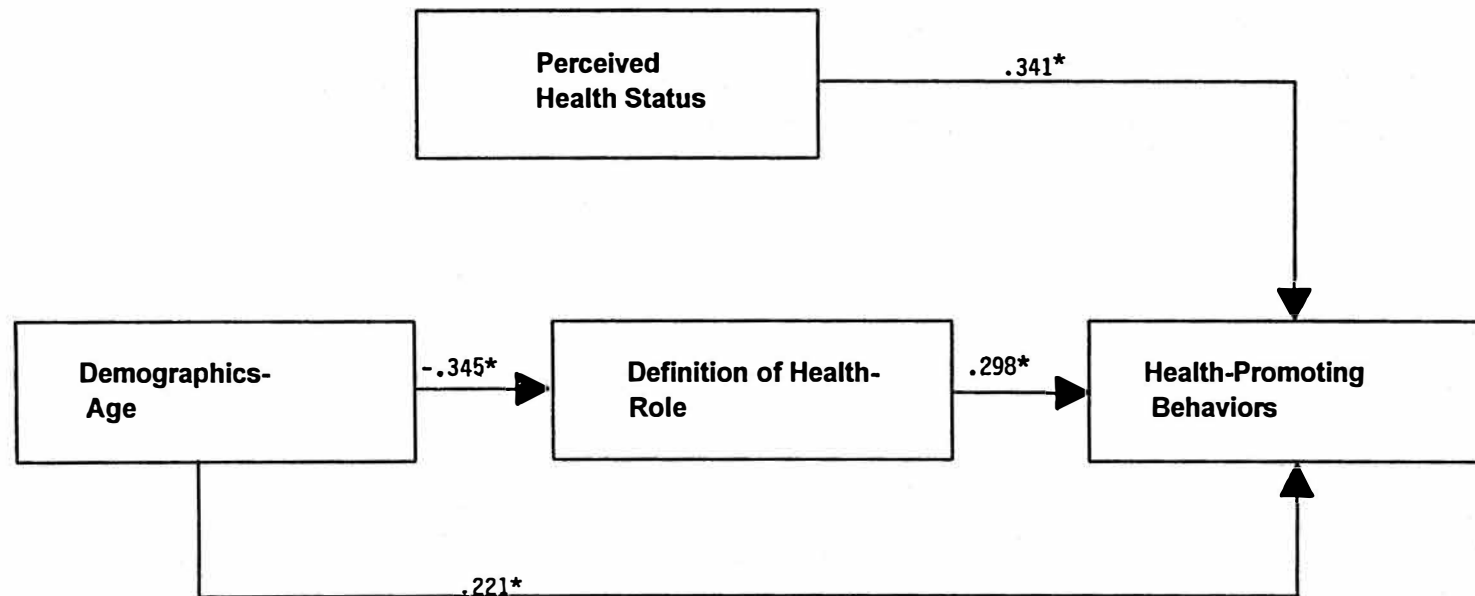 Perceived
Health Status
.341*
Demographics-
Age
-.345*
Definition of Health-
Role
.298*
Health-Promoting
Behaviors
.221*